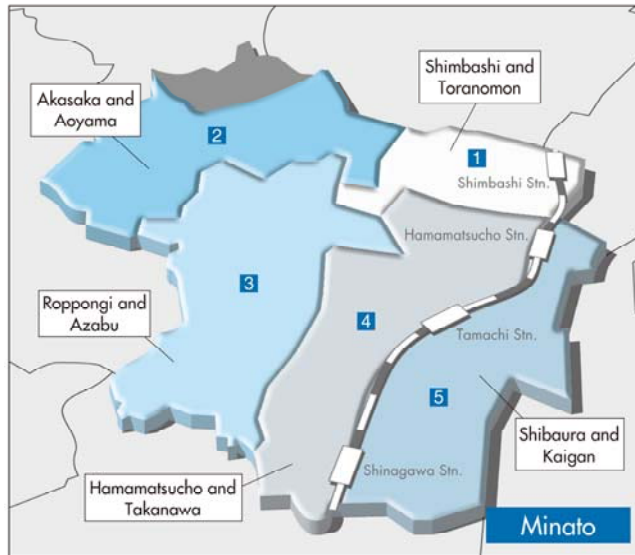 Shimbashi and
Toranomon
Akasaka and
Aoyama
2
1
Shimbashi Stn.
Hamamatsucho Stn.
3
Roppongi and
Azabu
4
Tamachi Stn.
5
Shibaura and
Kaigan
Shinagawa Stn.
Hamamatsucho and
Takanawa
Minato